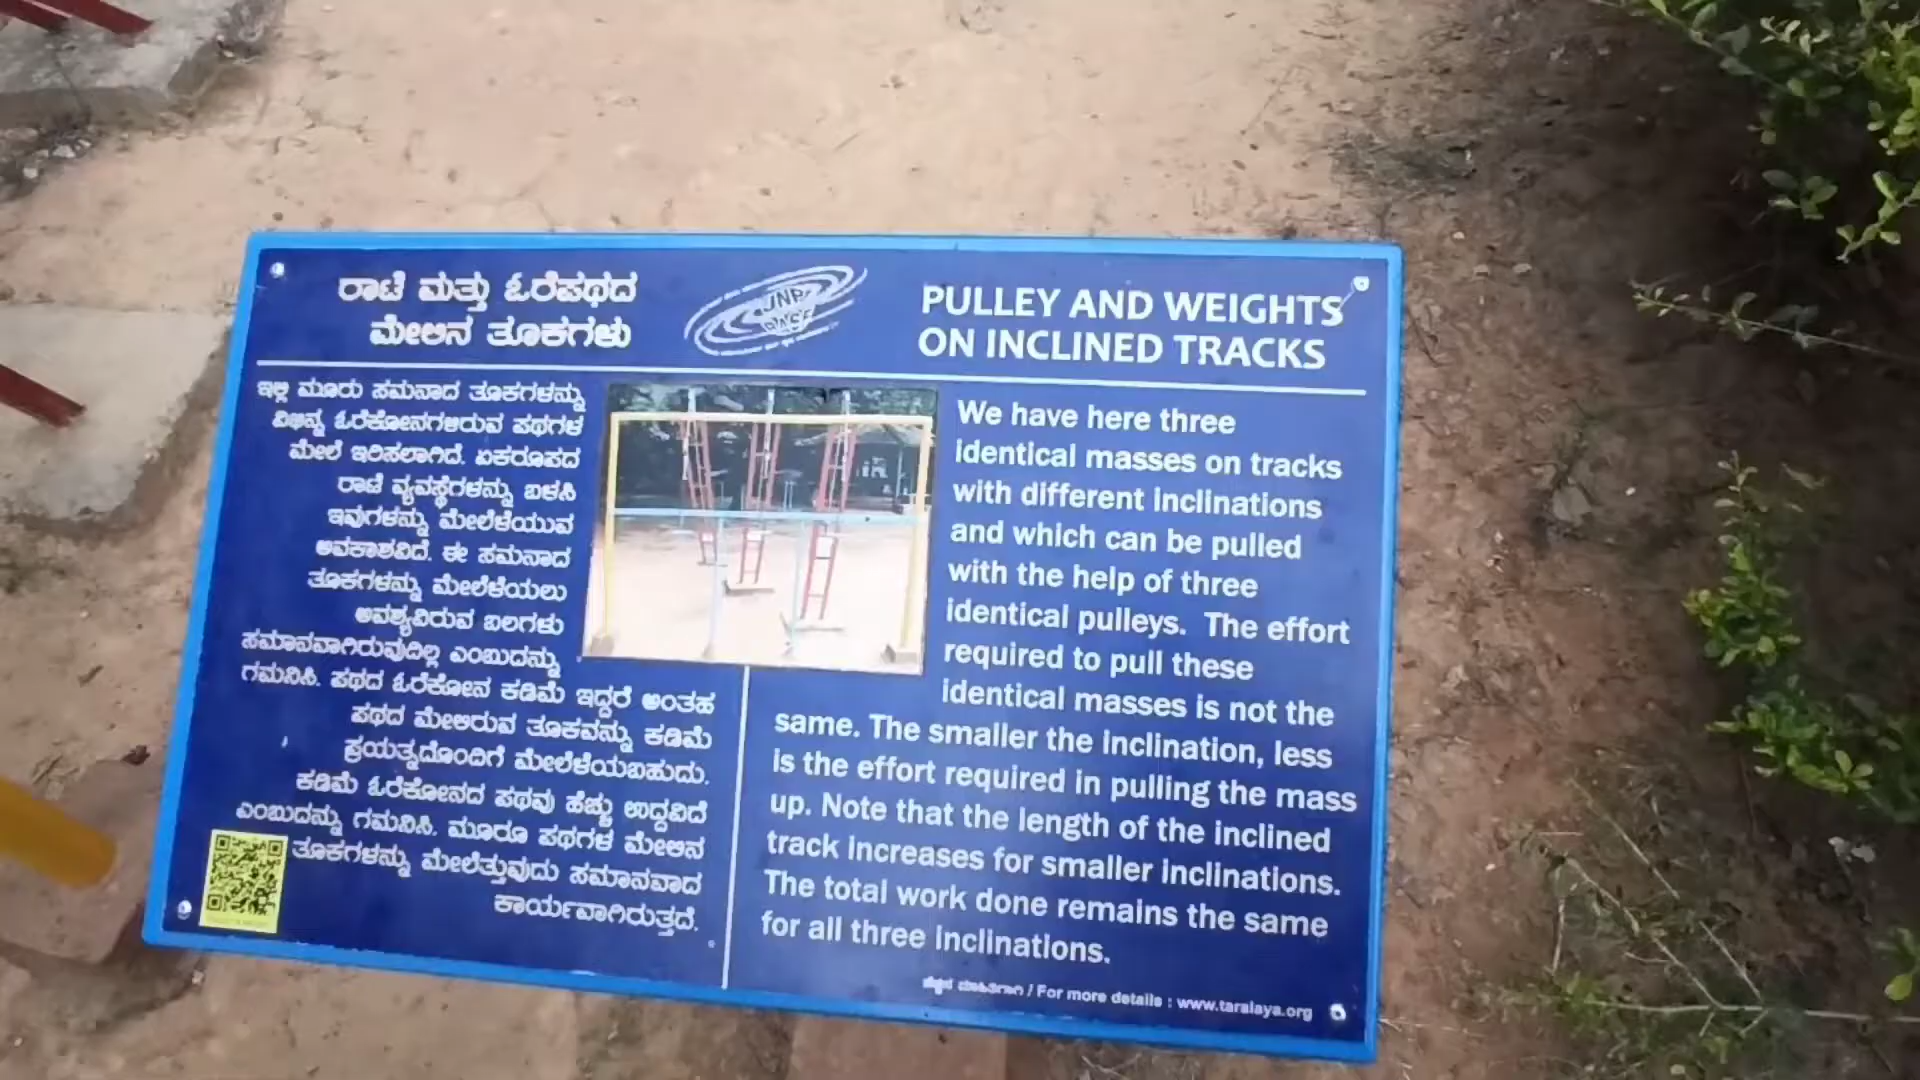 ರಾಟೆ ಮತ್ತು ಓರೆಪಥದ
ಮೇಲಿನ ತೂಕಗಳು
JNP
BASE
PULLEY AND WEIGHTS
ON INCLINED TRACKS
ಇಲ್ಲಿ ಮೂರು ಸಮನಾದ ತೂಕಗಳನ್ನು
ವಿಭಿನ್ನ ಓರೆಕೋನಗಳಿರುವ ಪಥಗಳ
ಮೇಲೆ ಇರಿಸಲಾಗಿದೆ. ಏಕರೂಪದ
ರಾಟೆ ವ್ಯವಸ್ಥೆಗಳನ್ನು ಬಳಸಿ
ಇವುಗಳನ್ನು ಮೇಲೆಳೆಯುವ
ಅವಕಾಶವಿದೆ. ಈ ಸಮನಾದ
ತೂಕಗಳನ್ನು ಮೇಲೆಳೆಯಲು
ಅವಶ್ಯವಿರುವ ಬಲಗಳು
ಸಮಾನವಾಗಿರುವುದಿಲ್ಲ ಎಂಬುದನ್ನು
ಗಮನಿಸಿ. ಪಥದ ಓರೆಕೋನ ಕಡಿಮೆ ಇದ್ದರೆ ಅಂತಹ
ಪಥದ ಮೇಲಿರುವ ತೂಕವನ್ನು ಕಡಿಮೆ
ಪ್ರಯತ್ನದೊಂದಿಗೆ ಮೇಲೆಳೆಯಬಹುದು.
ಕಡಿಮೆ ಓರೆಕೋನದ ಪಥವು ಹೆಚ್ಚು ಉದ್ದವಿದೆ
ಎಂಬುದನ್ನು ಗಮನಿಸಿ. ಮೂರೂ ಪಥಗಳ ಮೇಲಿನ
ತೂಕಗಳನ್ನು ಮೇಲೆತ್ತುವುದು ಸಮಾನವಾದ
ಕಾರ್ಯವಾಗಿರುತ್ತದೆ.
We have here three
identical masses on tracks
with different inclinations
and which can be pulled
with the help of three
identical pulleys. The effort
required to pull these
identical masses is not the
same. The smaller the inclination, less
is the effort required in pulling the mass
up. Note that the length of the inclined
track increases for smaller inclinations.
The total work done remains the same
for all three inclinations.
ಹೆಚ್ಚಿನ ಮಾಹಿತಿಗಾಗಿ / For more details : www.taralaya.org